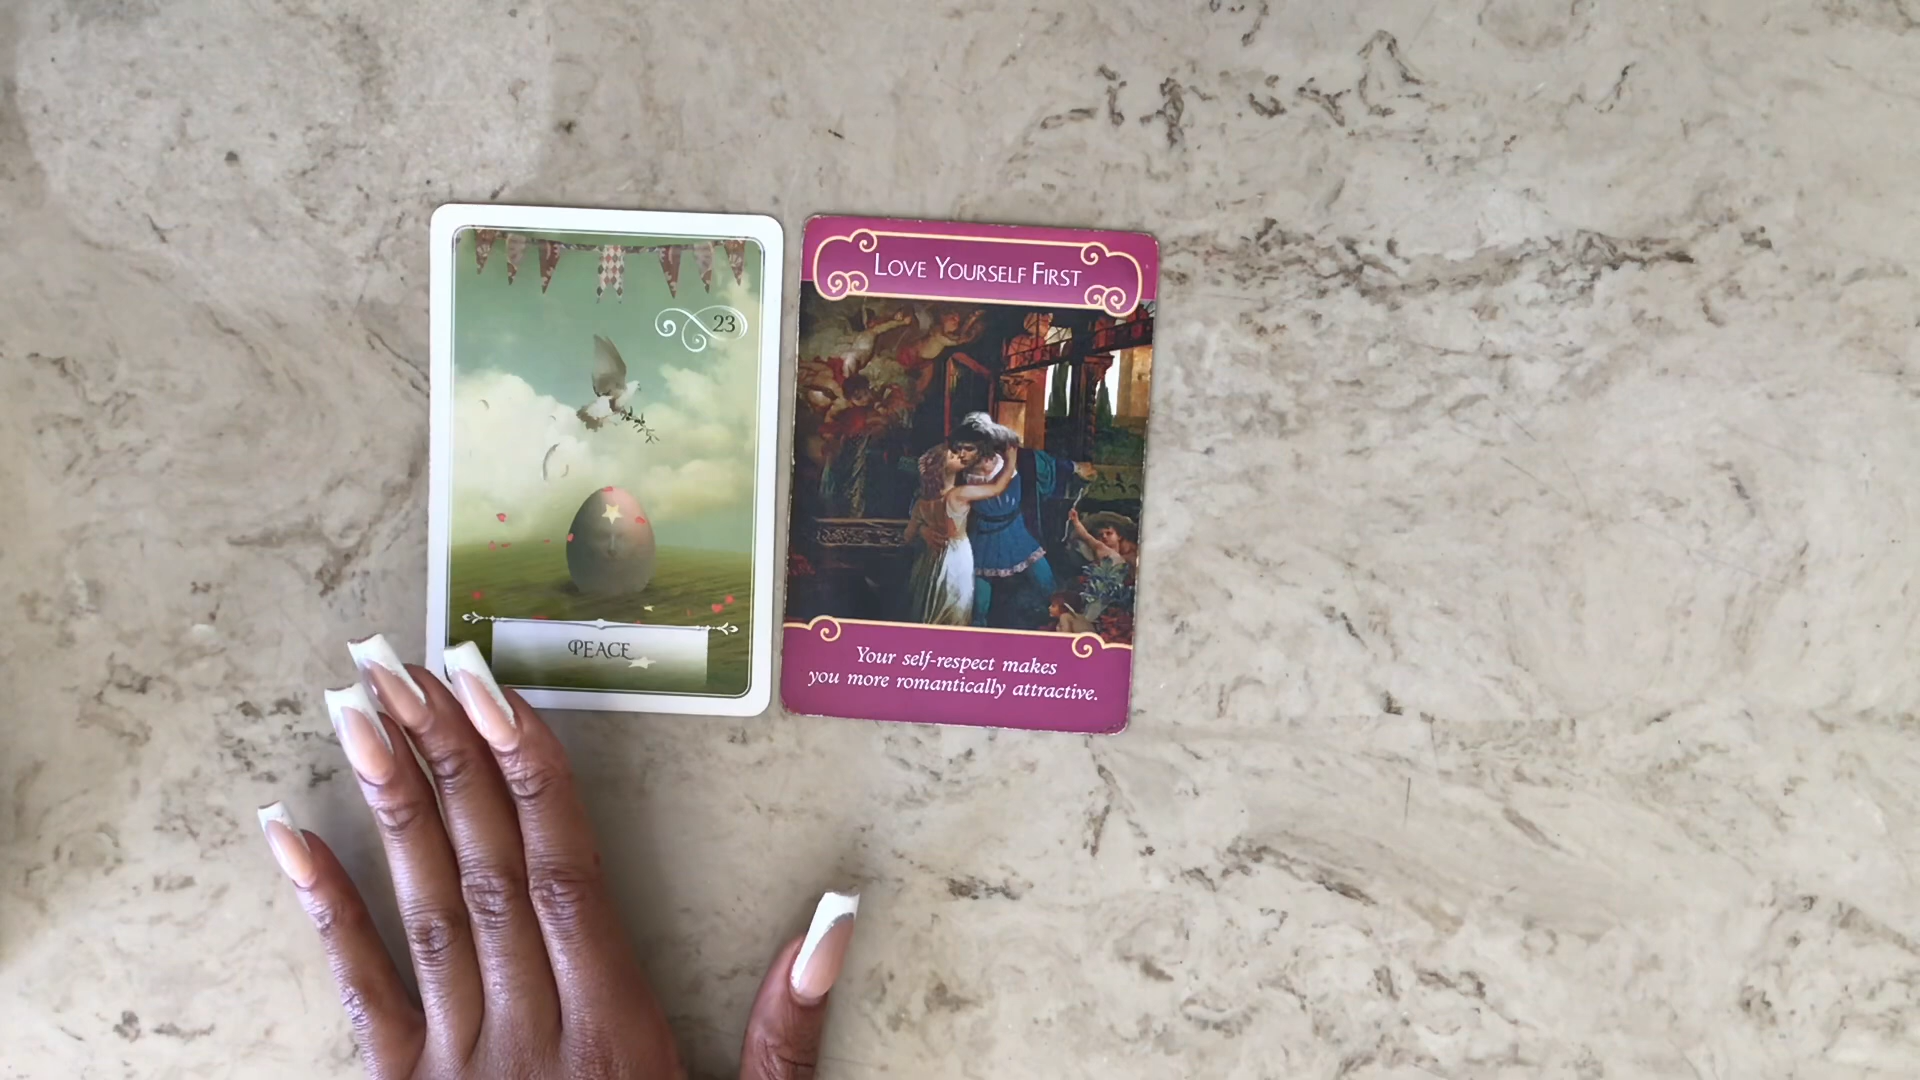 23
PEACE
LOVE YOURSELF FIRST
Your self-respect makes
you more romantically attractive.